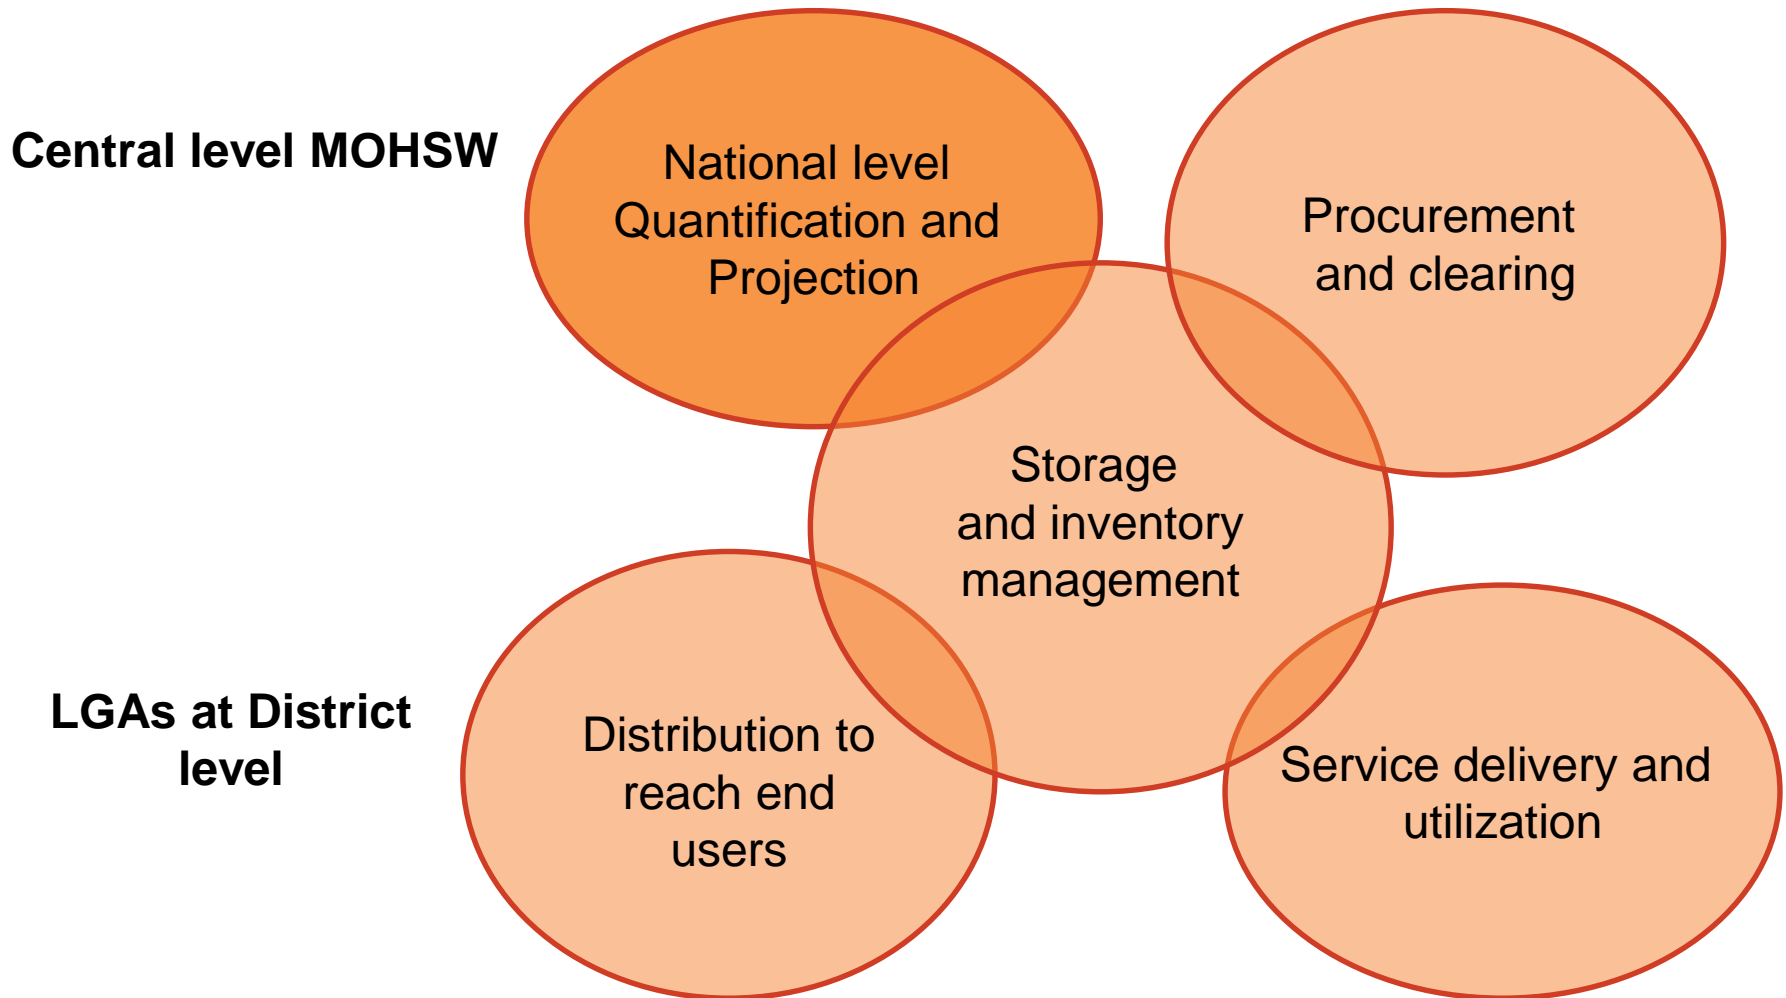 Central level MOHSW
National level
Quantification and
Projection
Procurement
and clearing
Storage
and inventory
management
LGAs at District
level
Distribution to
reach end
users
Service delivery and
utilization